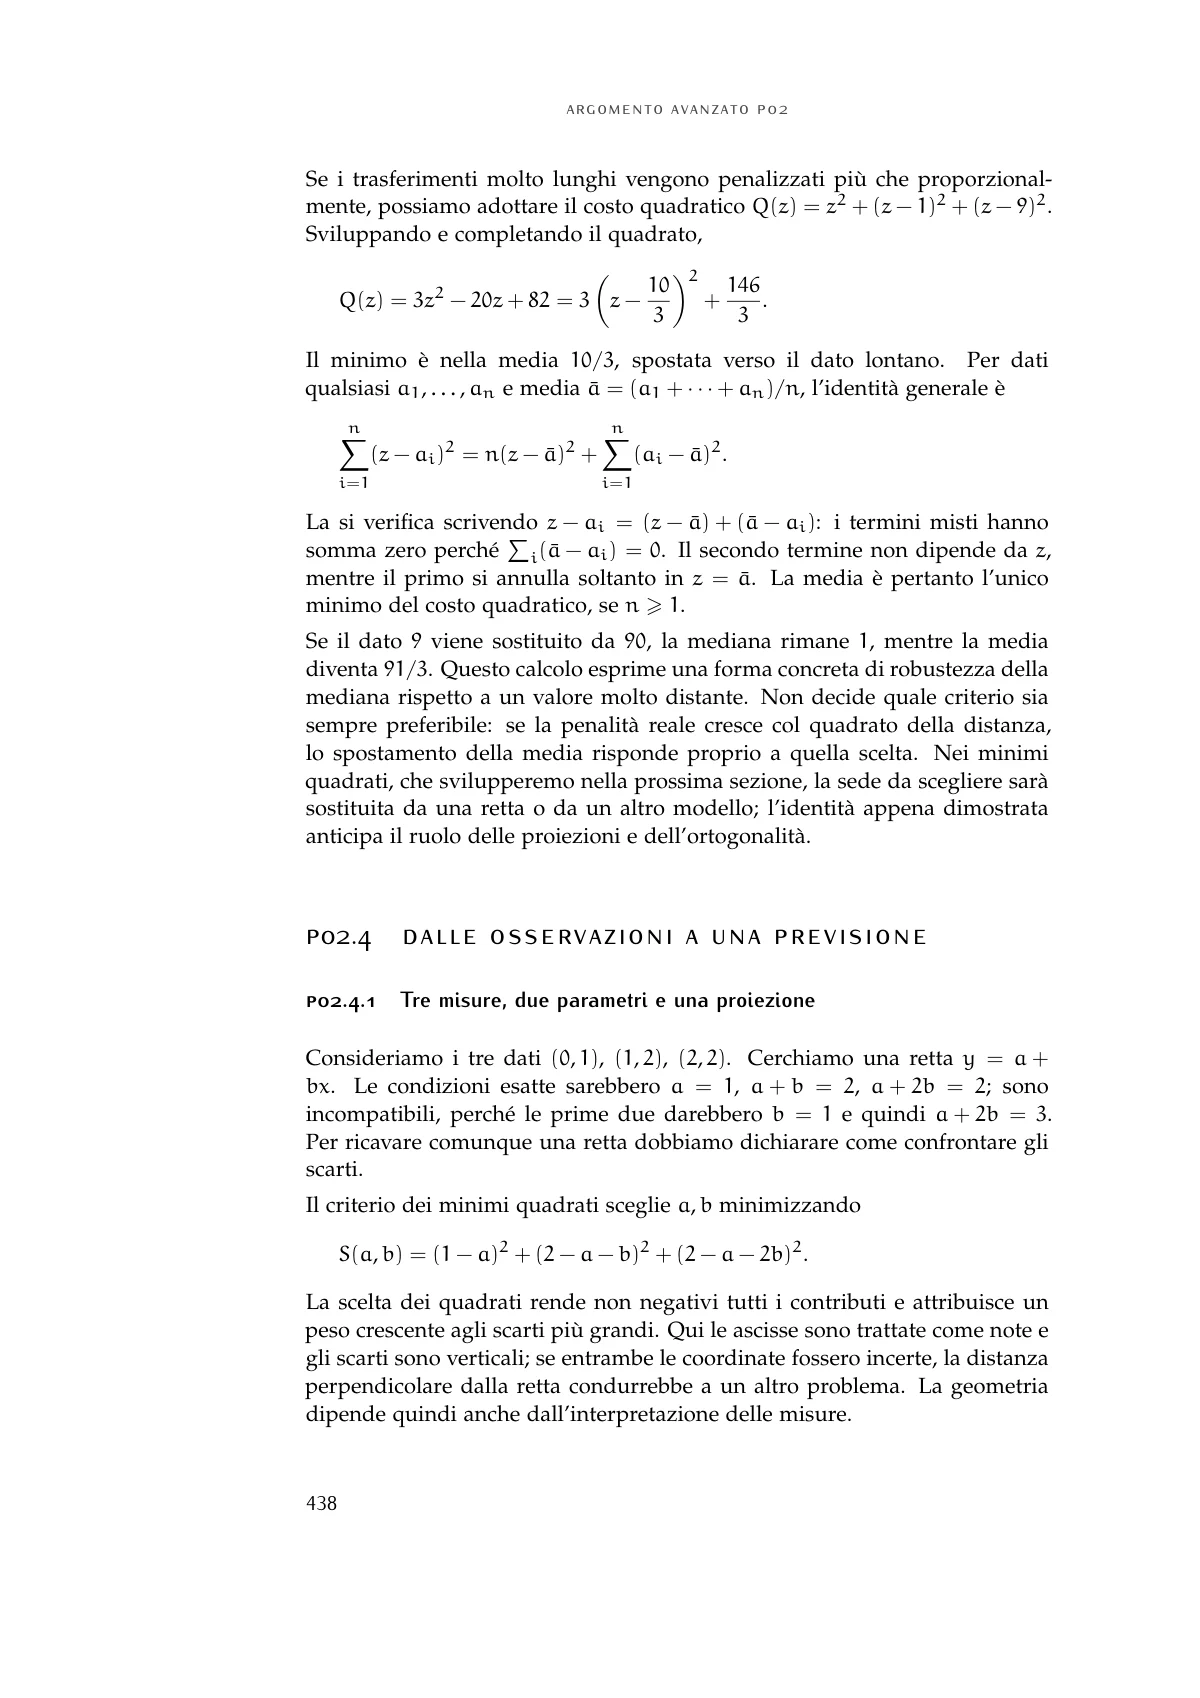 ARGOMENTO AVANZATO P02
Se i trasferimenti molto lunghi vengono penalizzati più che proporzional-
mente, possiamo adottare il costo quadratico Q(z) = z² + (z − 1)² + (z − 9)².
Sviluppando e completando il quadrato,
Q(z) = 3z² − 20z + 82 = 3 (z − 10/3)² + 146/3.
Il minimo è nella media 10/3, spostata verso il dato lontano. Per dati
qualsiasi a₁, . . . , aₙ e media ā = (a₁ + · · · + aₙ)/n, l'identità generale è
∑ᵢ₌₁ⁿ (z − aᵢ)² = n(z − ā)² + ∑ᵢ₌₁ⁿ (aᵢ − ā)².
La si verifica scrivendo z − aᵢ = (z − ā) + (ā − aᵢ): i termini misti hanno
somma zero perché ∑ᵢ(ā − aᵢ) = 0. Il secondo termine non dipende da z,
mentre il primo si annulla soltanto in z = ā. La media è pertanto l'unico
minimo del costo quadratico, se n ⩾ 1.
Se il dato 9 viene sostituito da 90, la mediana rimane 1, mentre la media
diventa 91/3. Questo calcolo esprime una forma concreta di robustezza della
mediana rispetto a un valore molto distante. Non decide quale criterio sia
sempre preferibile: se la penalità reale cresce col quadrato della distanza,
lo spostamento della media risponde proprio a quella scelta. Nei minimi
quadrati, che svilupperemo nella prossima sezione, la sede da scegliere sarà
sostituita da una retta o da un altro modello; l'identità appena dimostrata
anticipa il ruolo delle proiezioni e dell'ortogonalità.
P02.4 DALLE OSSERVAZIONI A UNA PREVISIONE
P02.4.1 Tre misure, due parametri e una proiezione
Consideriamo i tre dati (0, 1), (1, 2), (2, 2). Cerchiamo una retta y = a +
bx. Le condizioni esatte sarebbero a = 1, a + b = 2, a + 2b = 2; sono
incompatibili, perché le prime due darebbero b = 1 e quindi a + 2b = 3.
Per ricavare comunque una retta dobbiamo dichiarare come confrontare gli
scarti.
Il criterio dei minimi quadrati sceglie a, b minimizzando
S(a, b) = (1 − a)² + (2 − a − b)² + (2 − a − 2b)².
La scelta dei quadrati rende non negativi tutti i contributi e attribuisce un
peso crescente agli scarti più grandi. Qui le ascisse sono trattate come note e
gli scarti sono verticali; se entrambe le coordinate fossero incerte, la distanza
perpendicolare dalla retta condurrebbe a un altro problema. La geometria
dipende quindi anche dall'interpretazione delle misure.
438